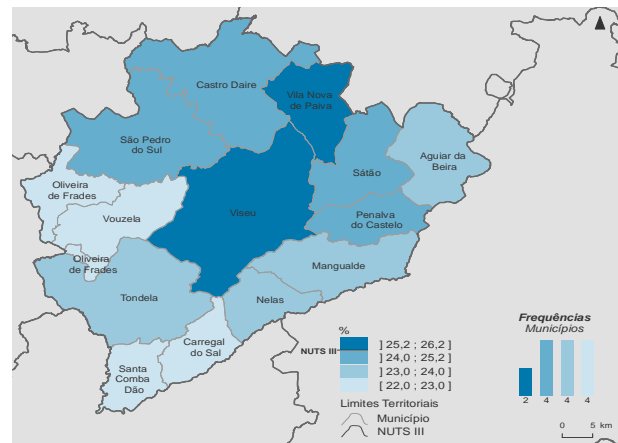 Castro Daire
Vila Nova
de Paiva
São Pedro
do Sul
Sátão
Aguiar da
Beira
Oliveira
de Frades
Vouzela
Viseu
Penalva
do Castelo
Oliveira
de Frades
Mangualde
Tondela
Nelas
Carregal
do Sal
Santa
Comba
Dão
%
NUTS III
] 25,2 ; 26,2 ]
] 24,0 ; 25,2 ]
] 23,0 ; 24,0 ]
[ 22,0 ; 23,0 ]
Limites Territoriais
Município
NUTS III
Frequências
Municípios
2 4 4 4
0 5 km